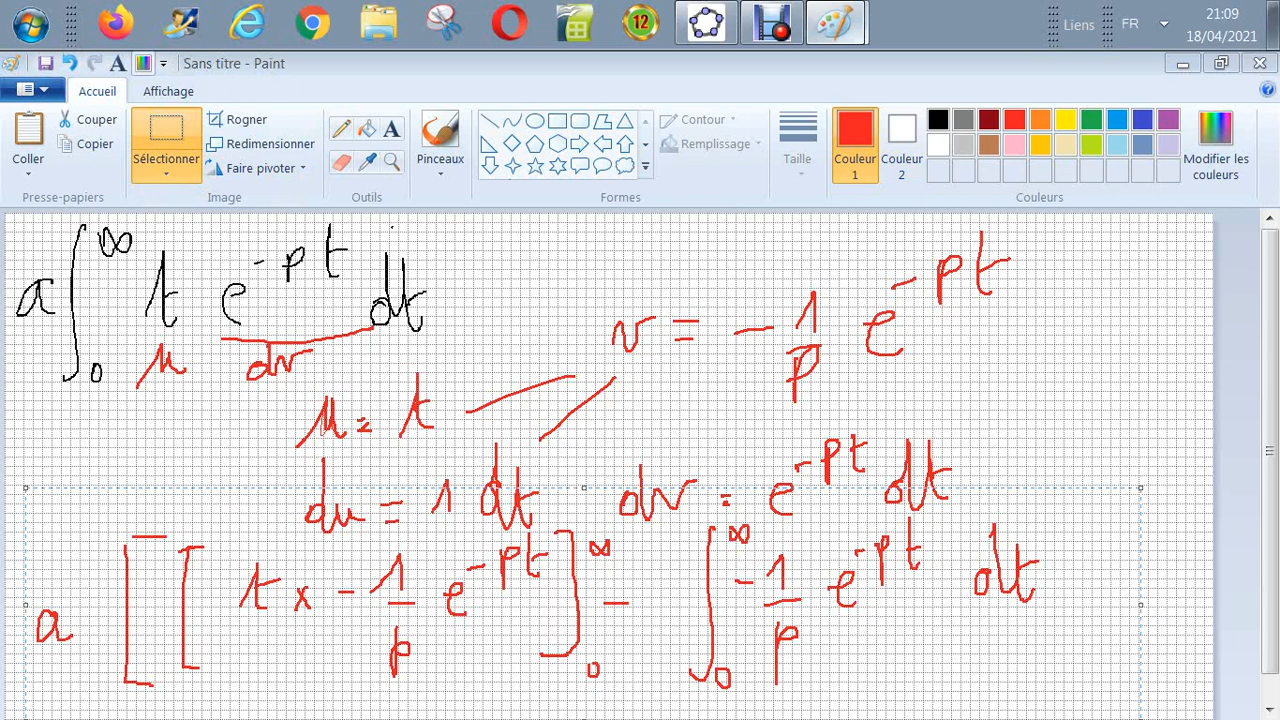 21:09
Liens FR
18/04/2021
12
Sans titre - Paint
Accueil Affichage
Coller Couper Copier
Sélectionner Rogner Redimensionner Faire pivoter
Pinceaux
Contour Remplissage
Taille
Couleur 1 Couleur 2
Modifier les couleurs
Presse-papiers Image Outils Formes Couleurs
a ∫₀^∞ t e^{-pt} dt
u dv
v = -1/p e^{-pt}
u = t
du = 1 dt dv = e^{-pt} dt
a [ [ t x -1/p e^{-pt} ]₀^∞ - ∫₀^∞ -1/p e^{-pt} dt